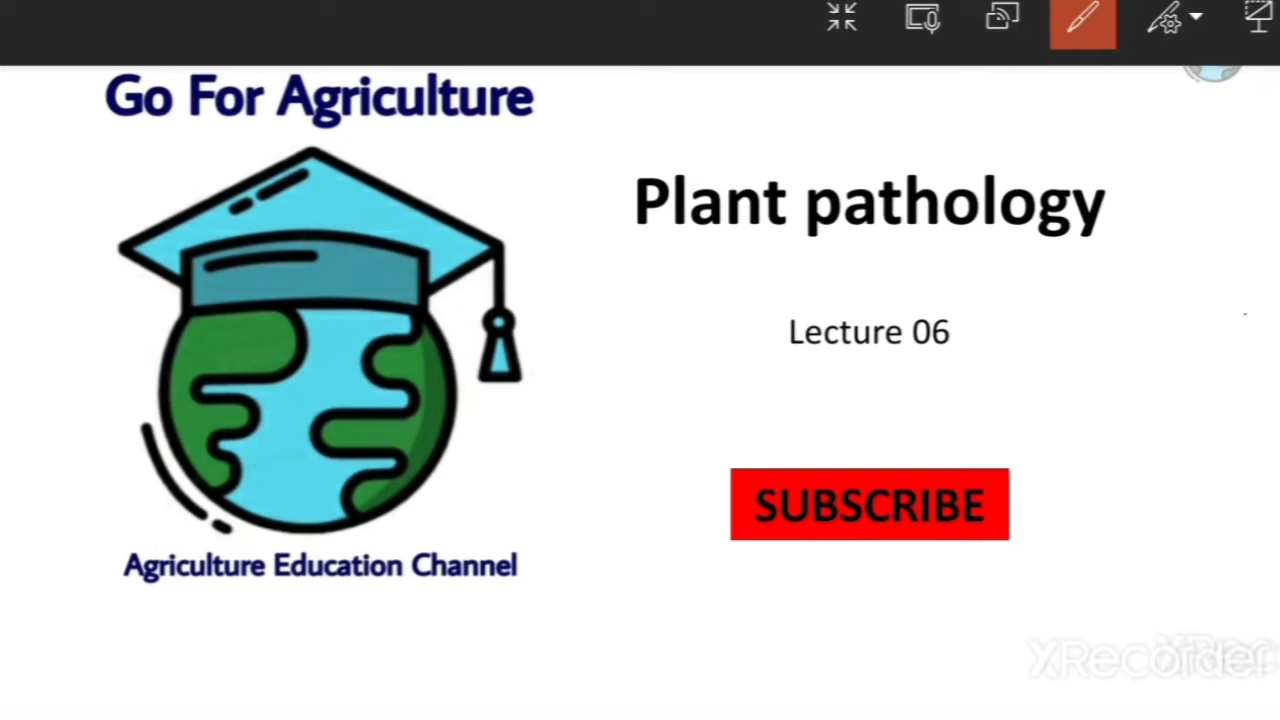 Go For Agriculture
Plant pathology
Lecture 06
SUBSCRIBE
Agriculture Education Channel
XRecorder